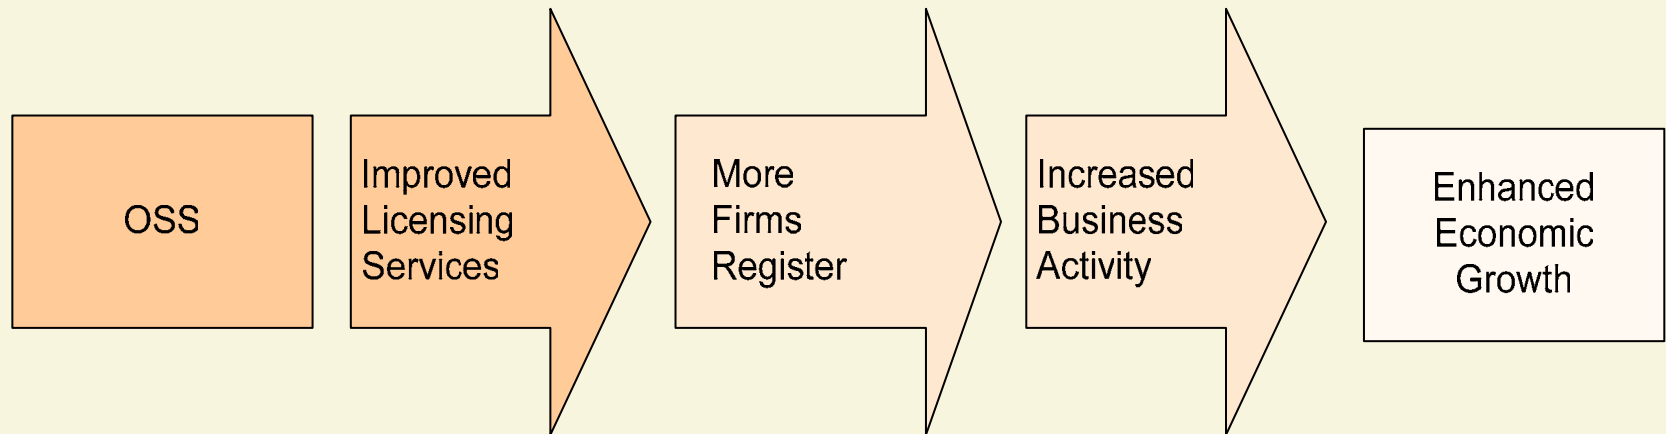 OSS
Improved
Licensing
Services
More
Firms
Register
Increased
Business
Activity
Enhanced
Economic
Growth